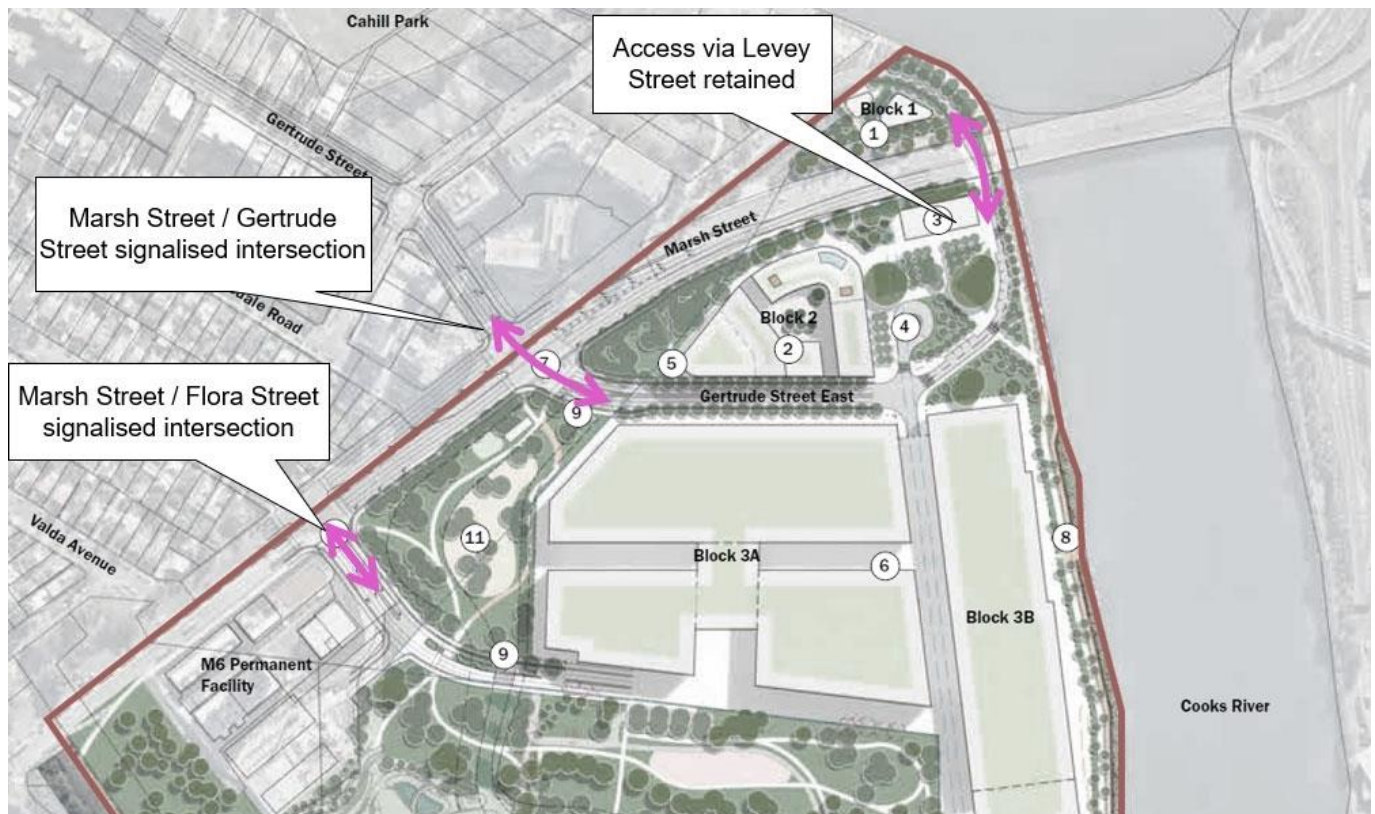 Cahill Park
Access via Levey
Street retained
Block 1
1
Gertrude Street
Marsh Street / Gertrude
Street signalised intersection
3
Marsh Street
dale Road
Block 2
2
4
7
5
Gertrude Street East
9
Marsh Street / Flora Street
signalised intersection
Valda Avenue
11
Block 3A
6
8
Block 3B
9
M6 Permanent
Facility
Cooks River